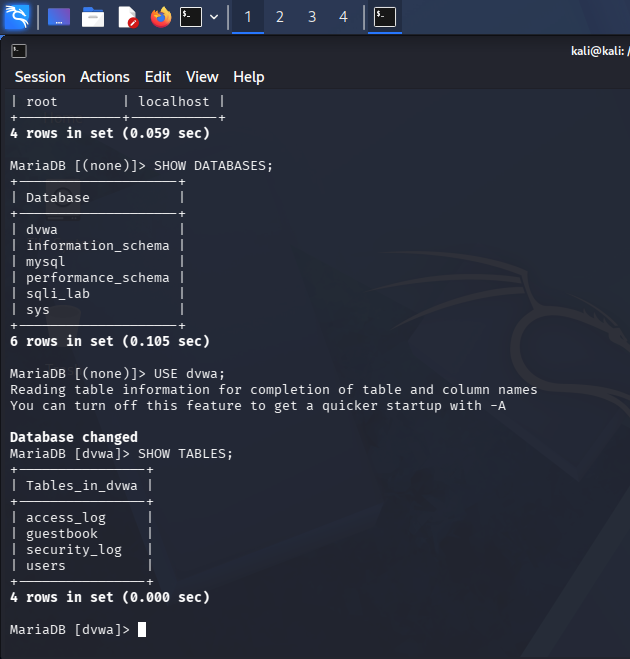 1 2 3 4
kali@kali: /
Session Actions Edit View Help
| root | localhost |
+-------------+-----------+
4 rows in set (0.059 sec)
MariaDB [(none)]> SHOW DATABASES;
+--------------------+
| Database |
+--------------------+
| dvwa |
| information_schema |
| mysql |
| performance_schema |
| sqli_lab |
| sys |
+--------------------+
6 rows in set (0.105 sec)
MariaDB [(none)]> USE dvwa;
Reading table information for completion of table and column names
You can turn off this feature to get a quicker startup with -A
Database changed
MariaDB [dvwa]> SHOW TABLES;
+----------------+
| Tables_in_dvwa |
+----------------+
| access_log |
| guestbook |
| security_log |
| users |
+----------------+
4 rows in set (0.000 sec)
MariaDB [dvwa]>